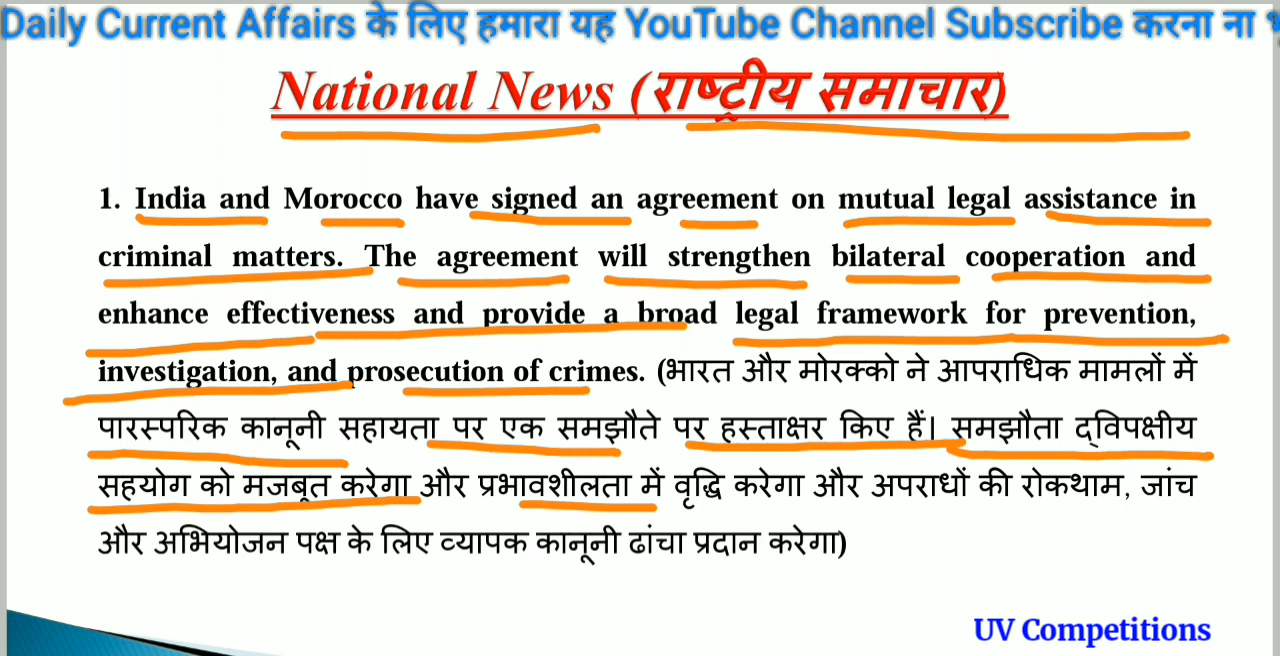 Daily Current Affairs के लिए हमारा यह YouTube Channel Subscribe करना ना
National News (राष्ट्रीय समाचार)
1. India and Morocco have signed an agreement on mutual legal assistance in
criminal matters. The agreement will strengthen bilateral cooperation and
enhance effectiveness and provide a broad legal framework for prevention,
investigation, and prosecution of crimes. (भारत और मोरक्को ने आपराधिक मामलों में
पारस्परिक कानूनी सहायता पर एक समझौते पर हस्ताक्षर किए हैं। समझौता द्विपक्षीय
सहयोग को मजबूत करेगा और प्रभावशीलता में वृद्धि करेगा और अपराधों की रोकथाम, जांच
और अभियोजन पक्ष के लिए व्यापक कानूनी ढांचा प्रदान करेगा)
UV Competitions